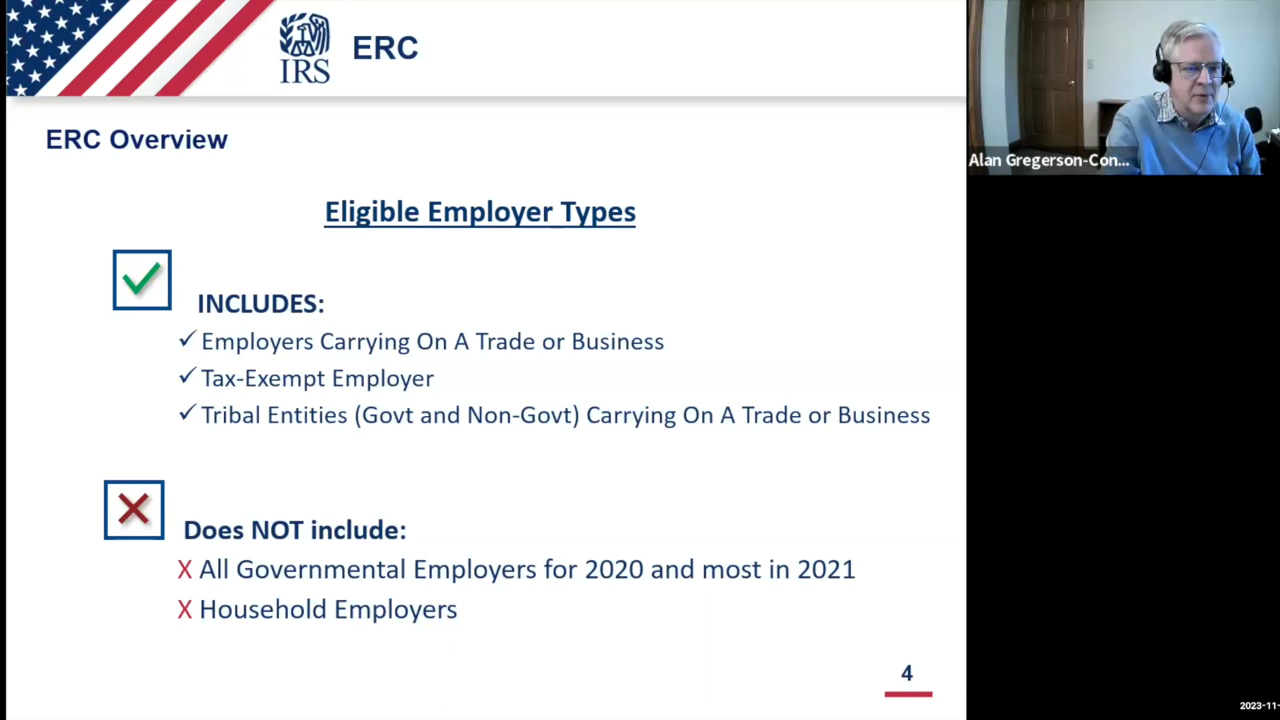 IRS
ERC
ERC Overview
Eligible Employer Types
INCLUDES:
✓ Employers Carrying On A Trade or Business
✓ Tax-Exempt Employer
✓ Tribal Entities (Govt and Non-Govt) Carrying On A Trade or Business
Does NOT include:
X All Governmental Employers for 2020 and most in 2021
X Household Employers
4
Alan Gregerson-Con...
2023-11-